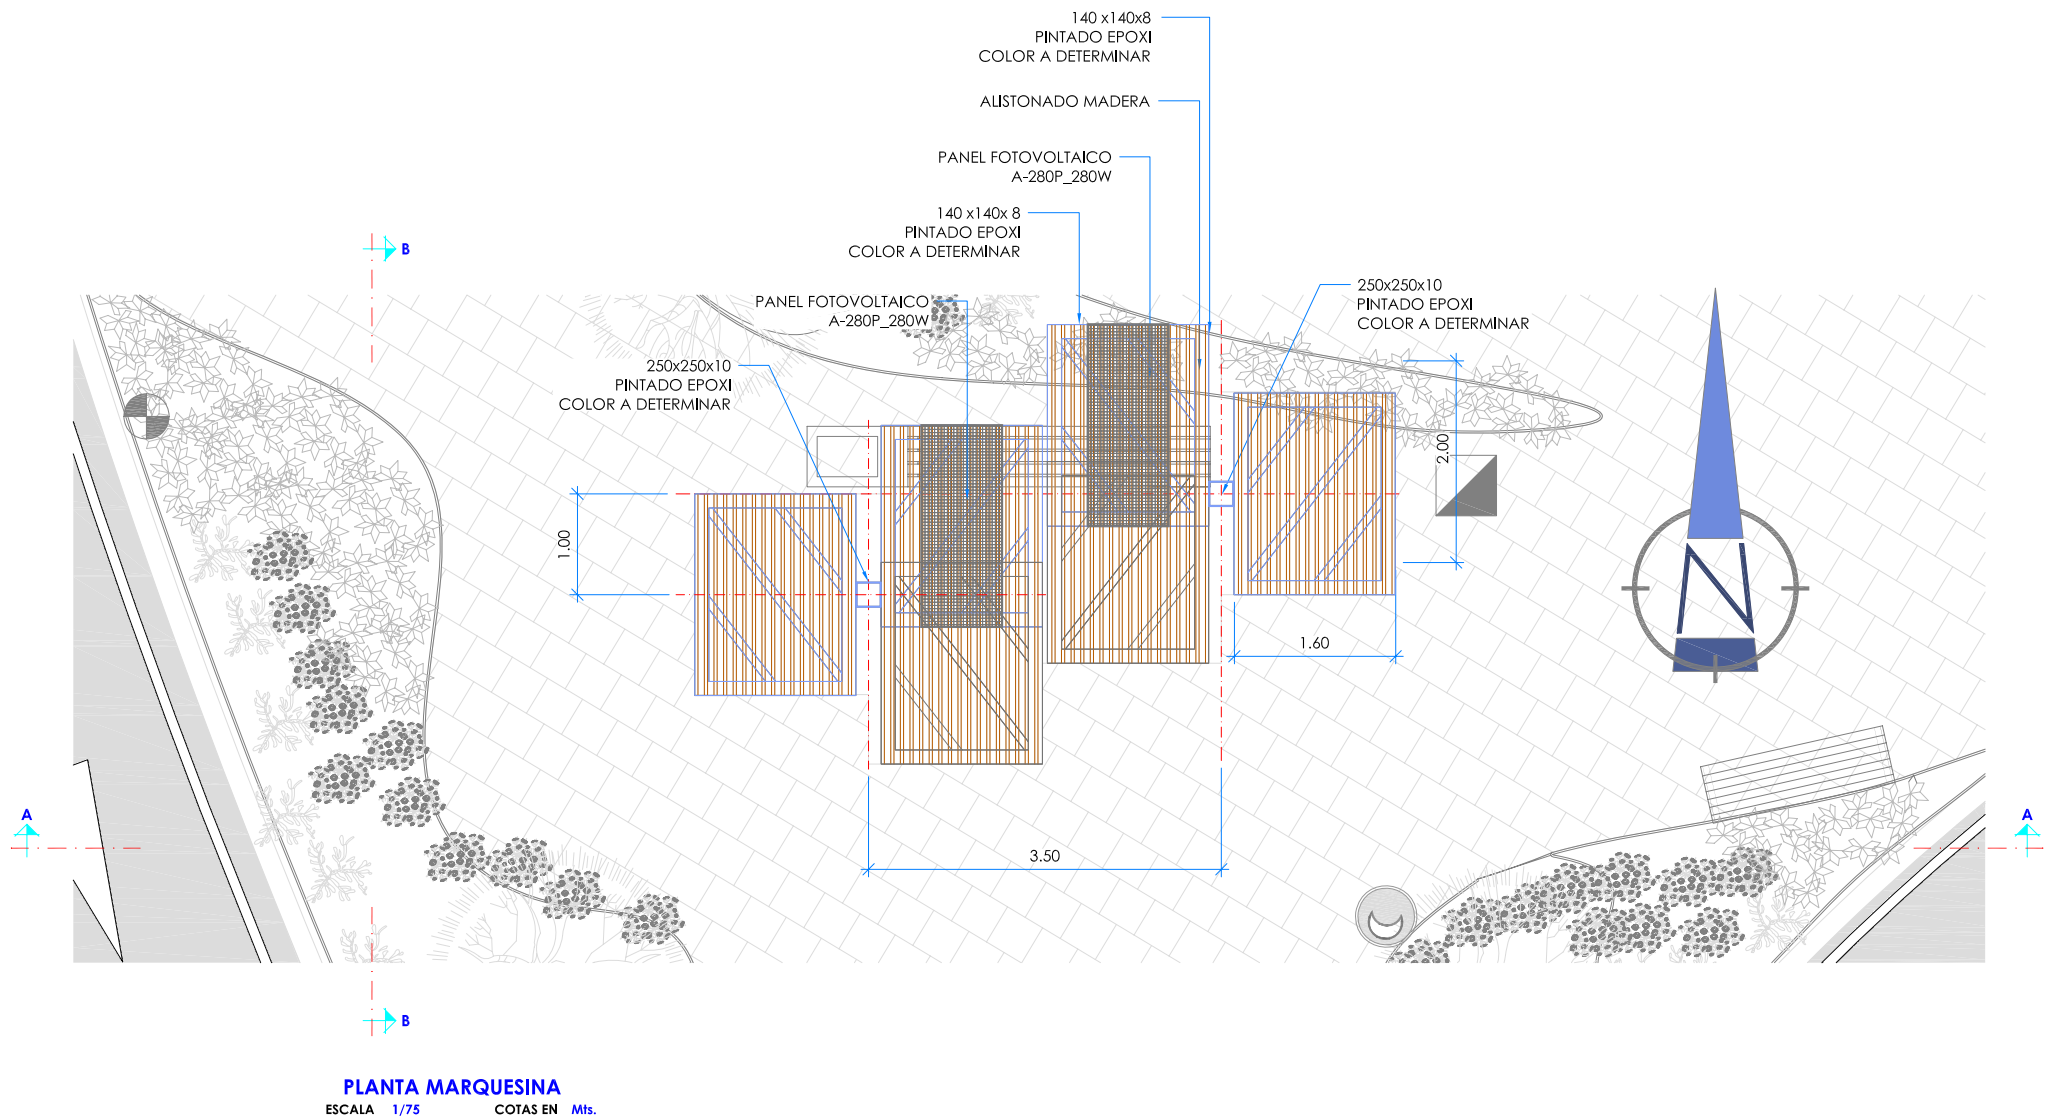 140 x140x8
PINTADO EPOXI
COLOR A DETERMINAR
ALISTONADO MADERA
PANEL FOTOVOLTAICO
A-280P_280W
140 x140x 8
PINTADO EPOXI
COLOR A DETERMINAR
B
PANEL FOTOVOLTAICO
A-280P_280W
250x250x10
PINTADO EPOXI
COLOR A DETERMINAR
250x250x10
PINTADO EPOXI
COLOR A DETERMINAR
2.00
1.00
N
1.60
A
A
3.50
B
PLANTA MARQUESINA
ESCALA 1/75 COTAS EN Mts.